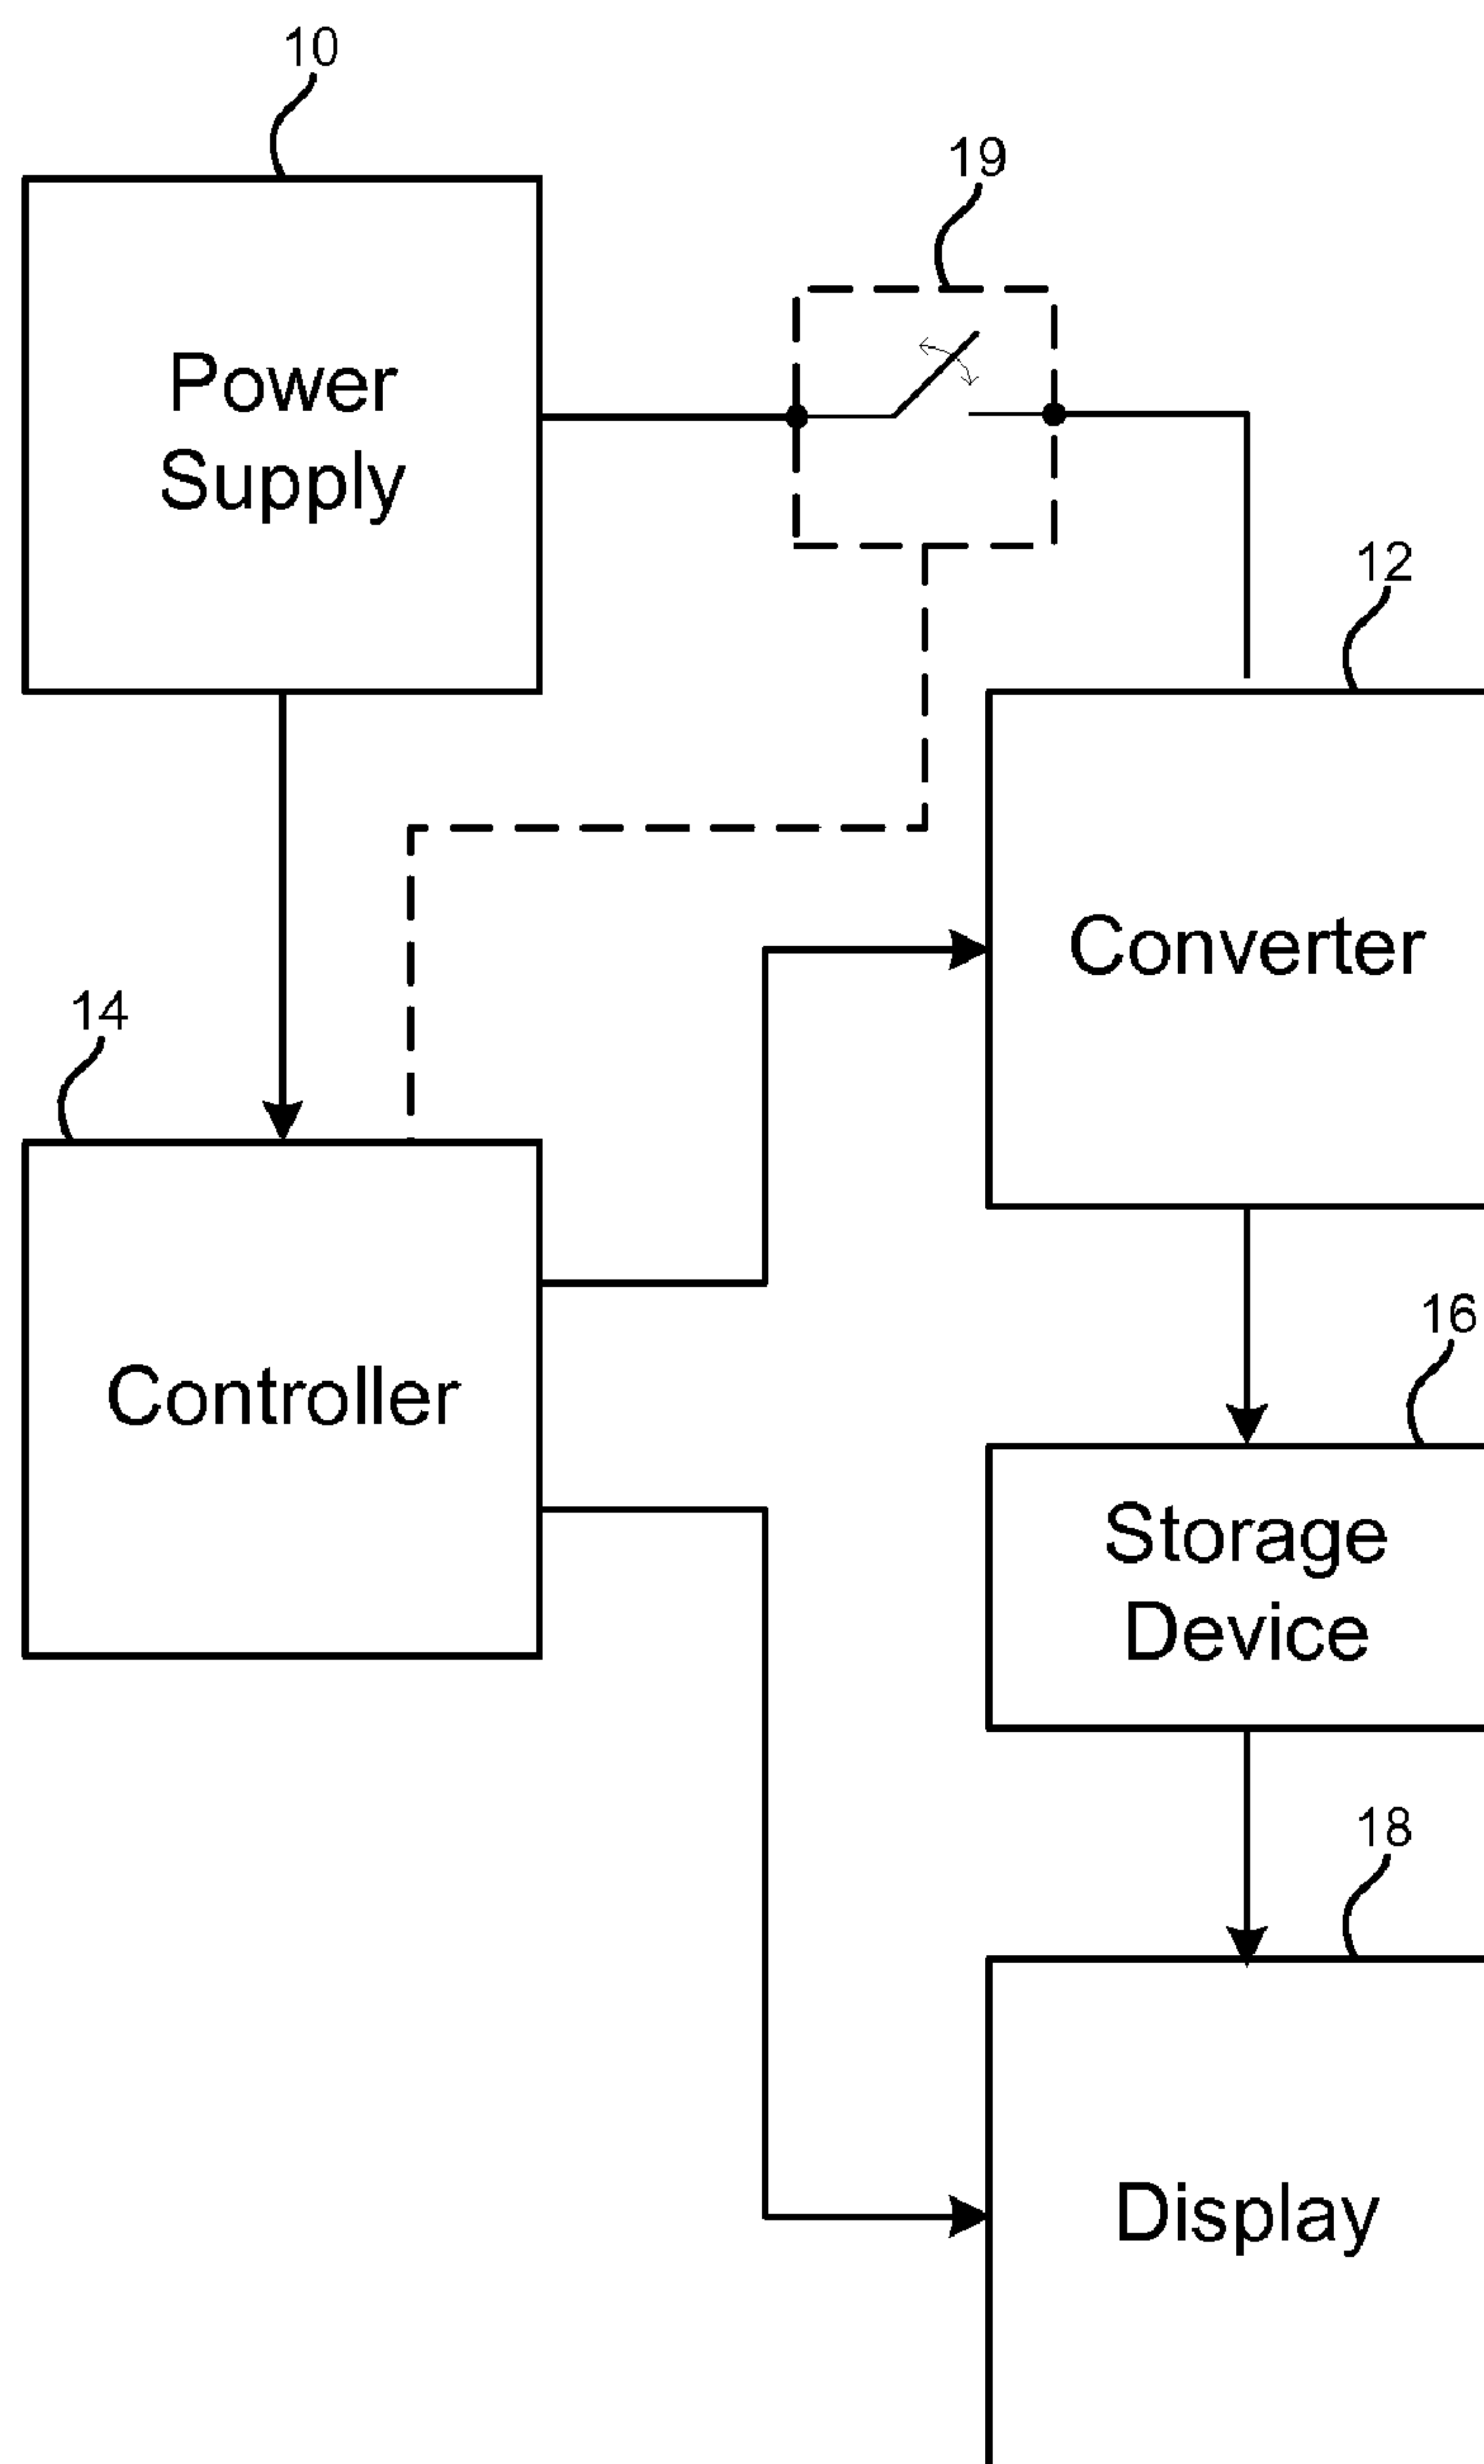 10
19
Power
Supply
12
Converter
14
Controller
16
Storage
Device
18
Display